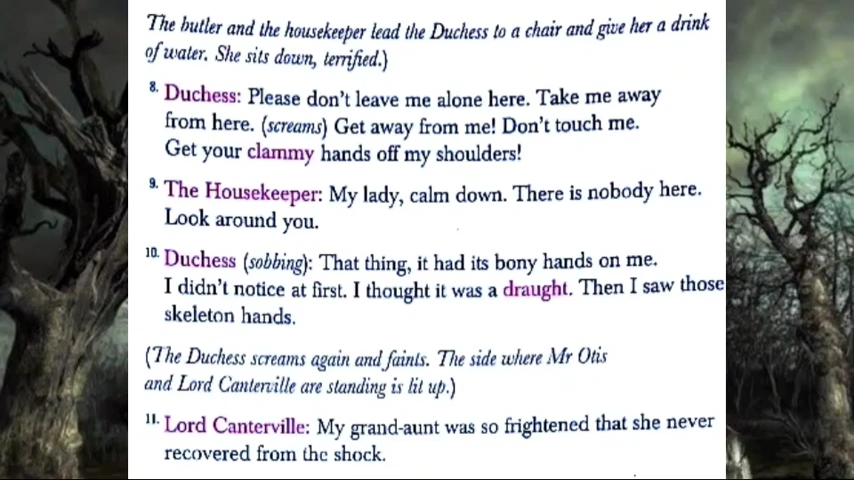 The butler and the housekeeper lead the Duchess to a chair and give her a drink
of water. She sits down, terrified.)
8. Duchess: Please don't leave me alone here. Take me away
from here. (screams) Get away from me! Don't touch me.
Get your clammy hands off my shoulders!
9. The Housekeeper: My lady, calm down. There is nobody here.
Look around you.
10. Duchess (sobbing): That thing, it had its bony hands on me.
I didn't notice at first. I thought it was a draught. Then I saw those
skeleton hands.
(The Duchess screams again and faints. The side where Mr Otis
and Lord Canterville are standing is lit up.)
11. Lord Canterville: My grand-aunt was so frightened that she never
recovered from the shock.